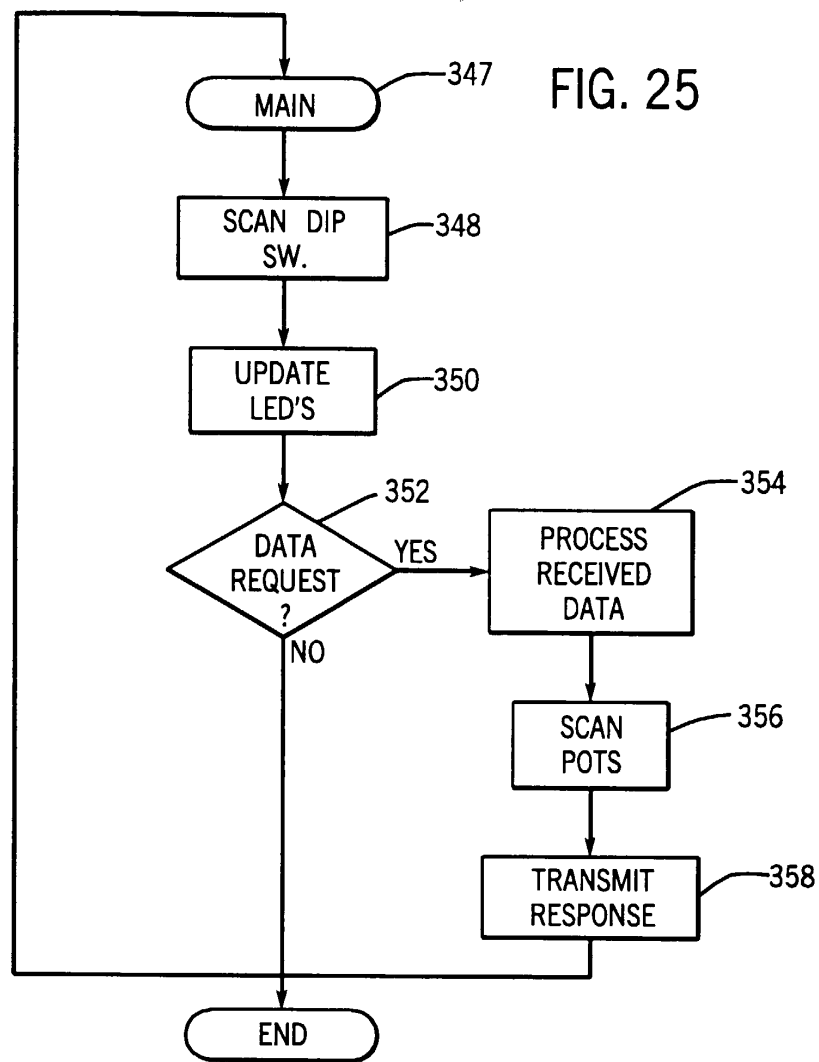 FIG. 25
MAIN
347
SCAN DIP
SW.
348
UPDATE
LED'S
350
DATA
REQUEST
?
352
YES
NO
PROCESS
RECEIVED
DATA
354
SCAN
POTS
356
TRANSMIT
RESPONSE
358
END